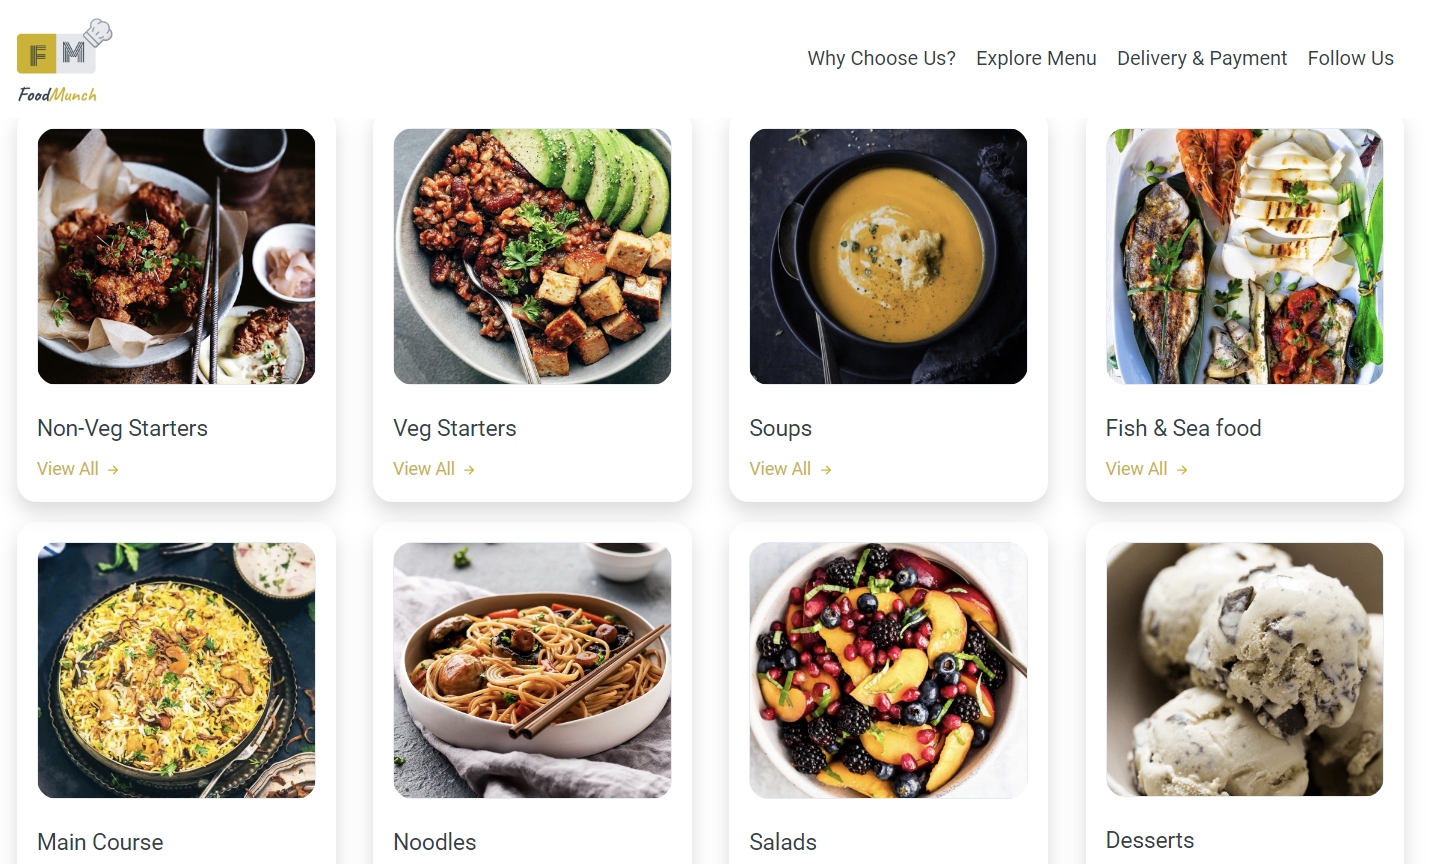 FM
FoodMunch
Why Choose Us? Explore Menu Delivery & Payment Follow Us
Non-Veg Starters
View All →
Veg Starters
View All →
Soups
View All →
Fish & Sea food
View All →
Main Course
Noodles
Salads
Desserts